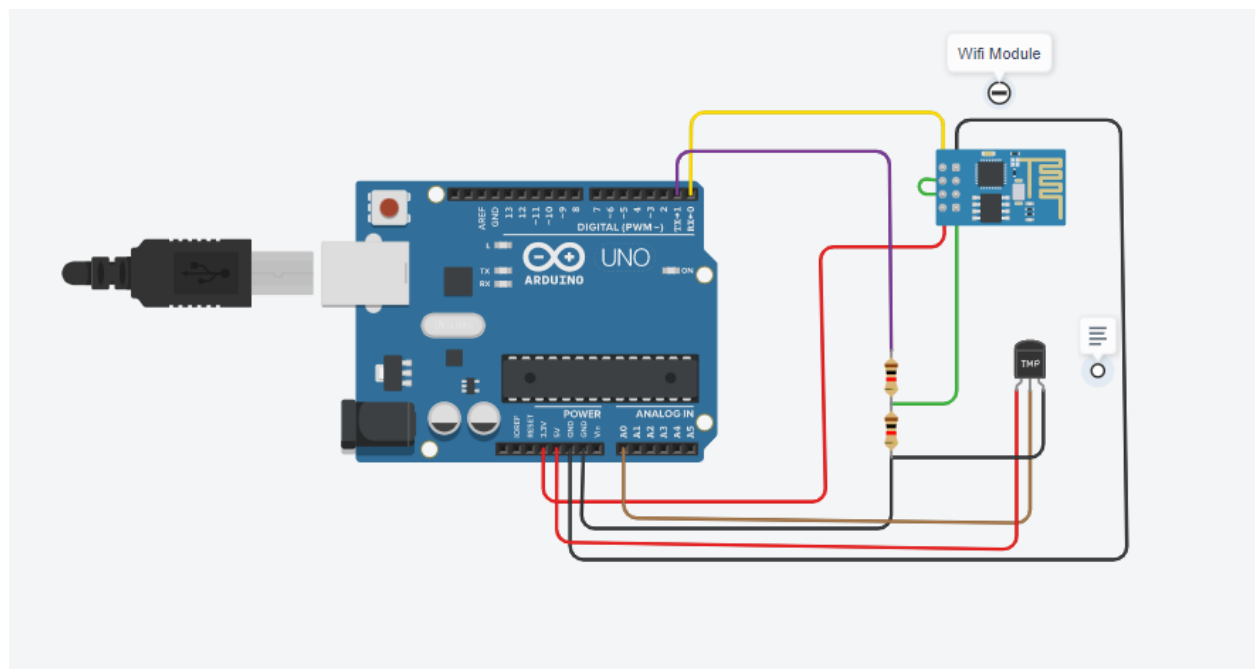 Wifi Module
AREF
GND
13
12
~11
~10
~9
8
7
~6
~5
4
~3
2
TX→1
RX←0
DIGITAL (PWM~)
L
TX
RX
UNO
ARDUINO
ON
TMP
POWER
ANALOG IN
IOREF
RESET
3.3V
5V
GND
GND
Vin
A0
A1
A2
A3
A4
A5